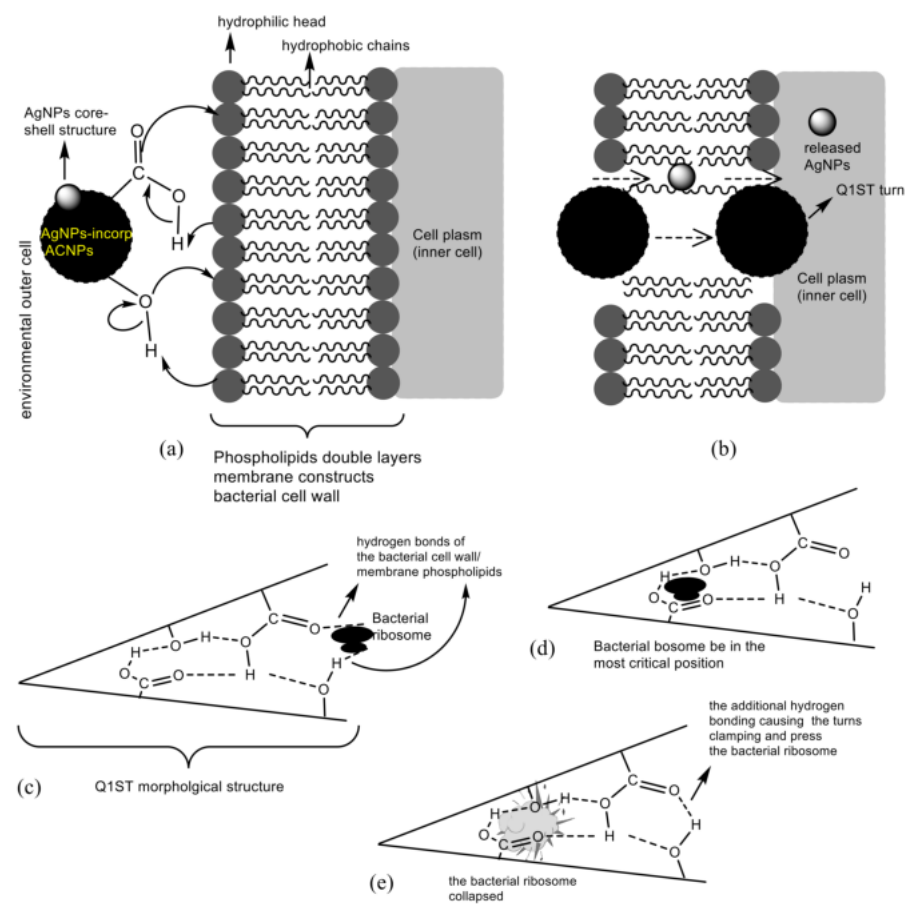 hydrophilic head
hydrophobic chains
AgNPs core-
shell structure
O
C
O
H
AgNPs-incorp
ACNPs
O
H
environmental outer cell
Cell plasm
(inner cell)
(a)
Phospholipids double layers
membrane constructs
bacterial cell wall
released
AgNPs
Q1ST turn
Cell plasm
(inner cell)
(b)
hydrogen bonds of
the bacterial cell wall/
membrane phospholipids
Bacterial
ribosome
C
O
H
O
H
O
H
O
C
O
H
O
Q1ST morpholgical structure
(c)
C
O
H
O
H
O
H
O
C
O
H
O
H
(d)
Bacterial bosome be in the
most critical position
the additional hydrogen
bonding causing the turns
clamping and press
the bacterial ribosome
C
O
H
O
H
O
H
O
C
O
H
H
O
(e)
the bacterial ribosome
collapsed